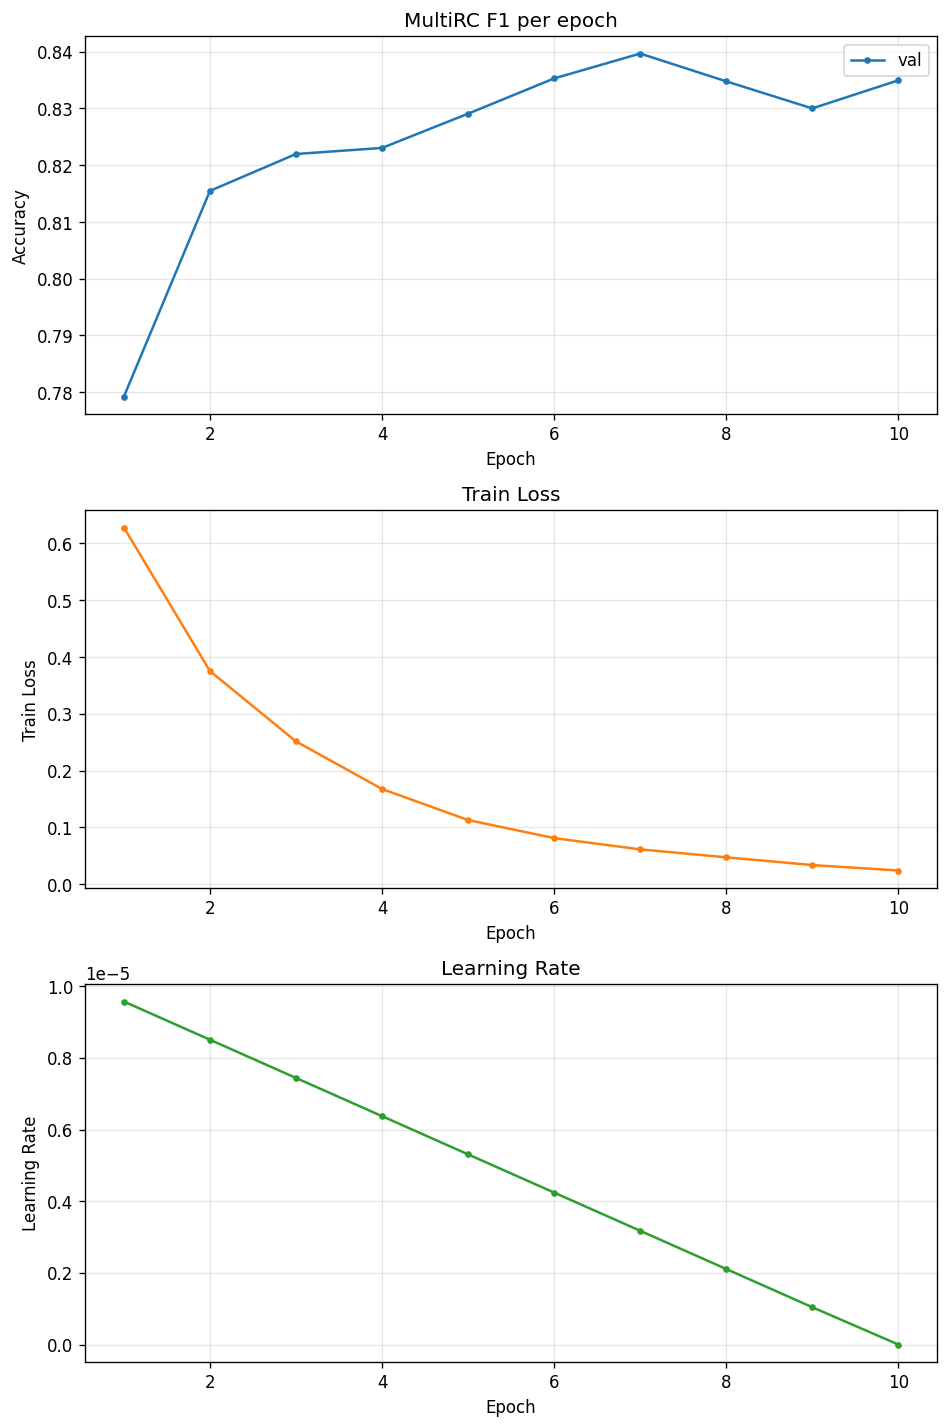 MultiRC F1 per epoch
val
0.84
0.83
0.82
0.81
0.80
0.79
0.78
Accuracy
2 4 6 8 10
Epoch
Train Loss
0.6
0.5
0.4
0.3
0.2
0.1
0.0
Train Loss
2 4 6 8 10
Epoch
Learning Rate
1e−5
1.0
0.8
0.6
0.4
0.2
0.0
Learning Rate
2 4 6 8 10
Epoch